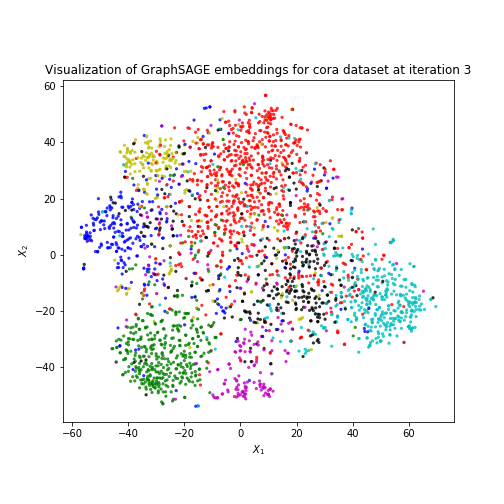 Visualization of GraphSAGE embeddings for cora dataset at iteration 3
60
40
20
0
−20
−40
X₂
−60 −40 −20 0 20 40 60
X₁